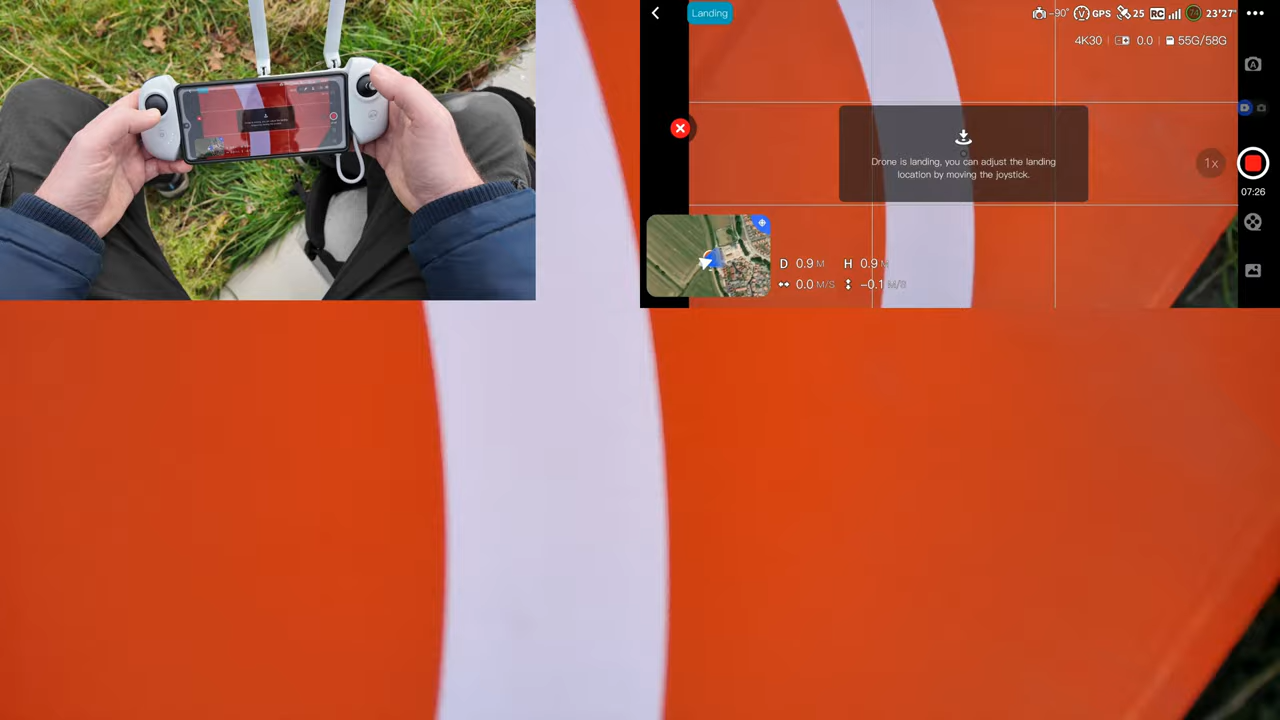 Landing
-90° GPS 25 RC 74 23'27"
4K30 0.0 55G/58G
Drone is landing, you can adjust the landing
location by moving the joystick.
1x
07:26
D 0.9 M H 0.9 M
0.0 M/S -0.1 M/S